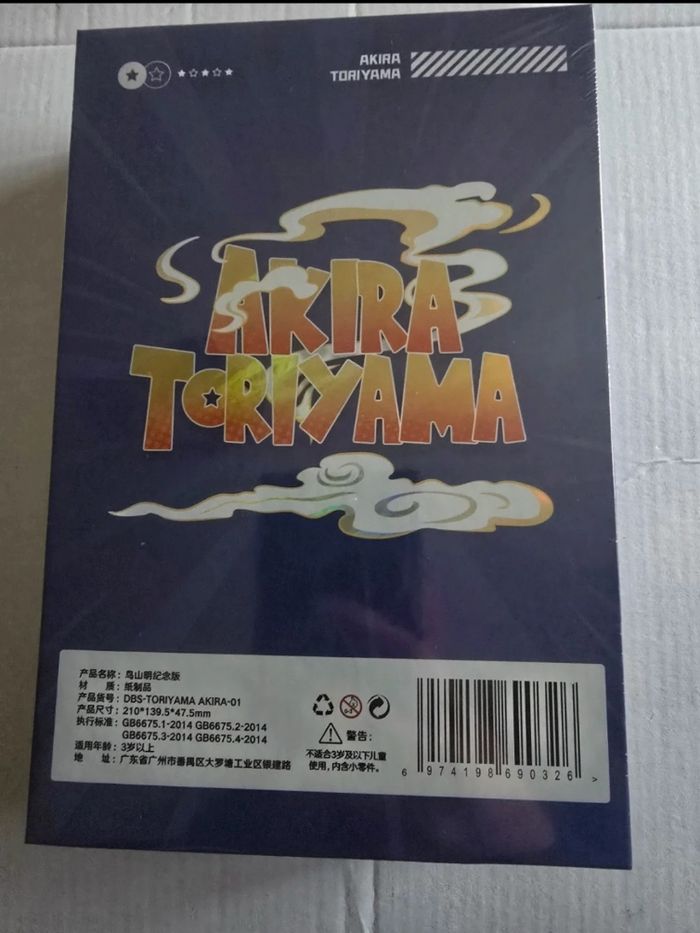 AKIRA
TORIYAMA
AKIRA
TORIYAMA
产品名称：鸟山明纪念版
材　质：纸制品
产品货号：DBS-TORIYAMA AKIRA-01
产品尺寸：210*139.5*47.5mm
执行标准：GB6675.1-2014 GB6675.2-2014
GB6675.3-2014 GB6675.4-2014
适用年龄：3岁以上
地　址：广东省广州市番禺区大罗塘工业区银建路
警告：
不适合3岁及以下儿童
使用，内含小零件。
6 974198 690326 >